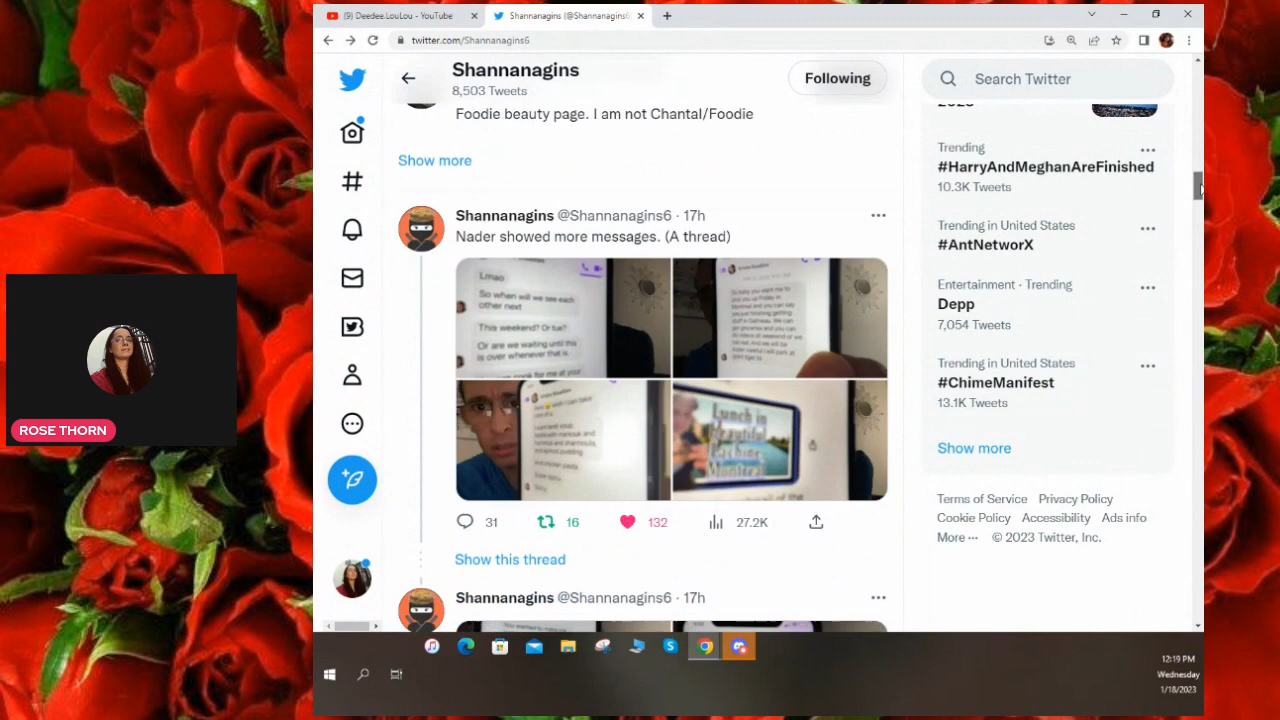 (9) Deedee.LouLou - YouTube
Shannanagins (@Shannanagins6
twitter.com/Shannanagins6
Shannanagins
8,503 Tweets
Following
Search Twitter
Foodie beauty page. I am not Chantal/Foodie
Show more
Shannanagins @Shannanagins6 · 17h
Nader showed more messages. (A thread)
Lmao
So when will we see each
other next
This weekend? Or tue?
Or are we waiting until this
is over whenever that is.
Lunch in
beautiful
Lachine,
Montreal
31
16
132
27.2K
Show this thread
Shannanagins @Shannanagins6 · 17h
Trending
#HarryAndMeghanAreFinished
10.3K Tweets
Trending in United States
#AntNetworX
Entertainment · Trending
Depp
7,054 Tweets
Trending in United States
#ChimeManifest
13.1K Tweets
Show more
Terms of Service Privacy Policy
Cookie Policy Accessibility Ads info
More ··· © 2023 Twitter, Inc.
ROSE THORN
12:19 PM
Wednesday
1/18/2023